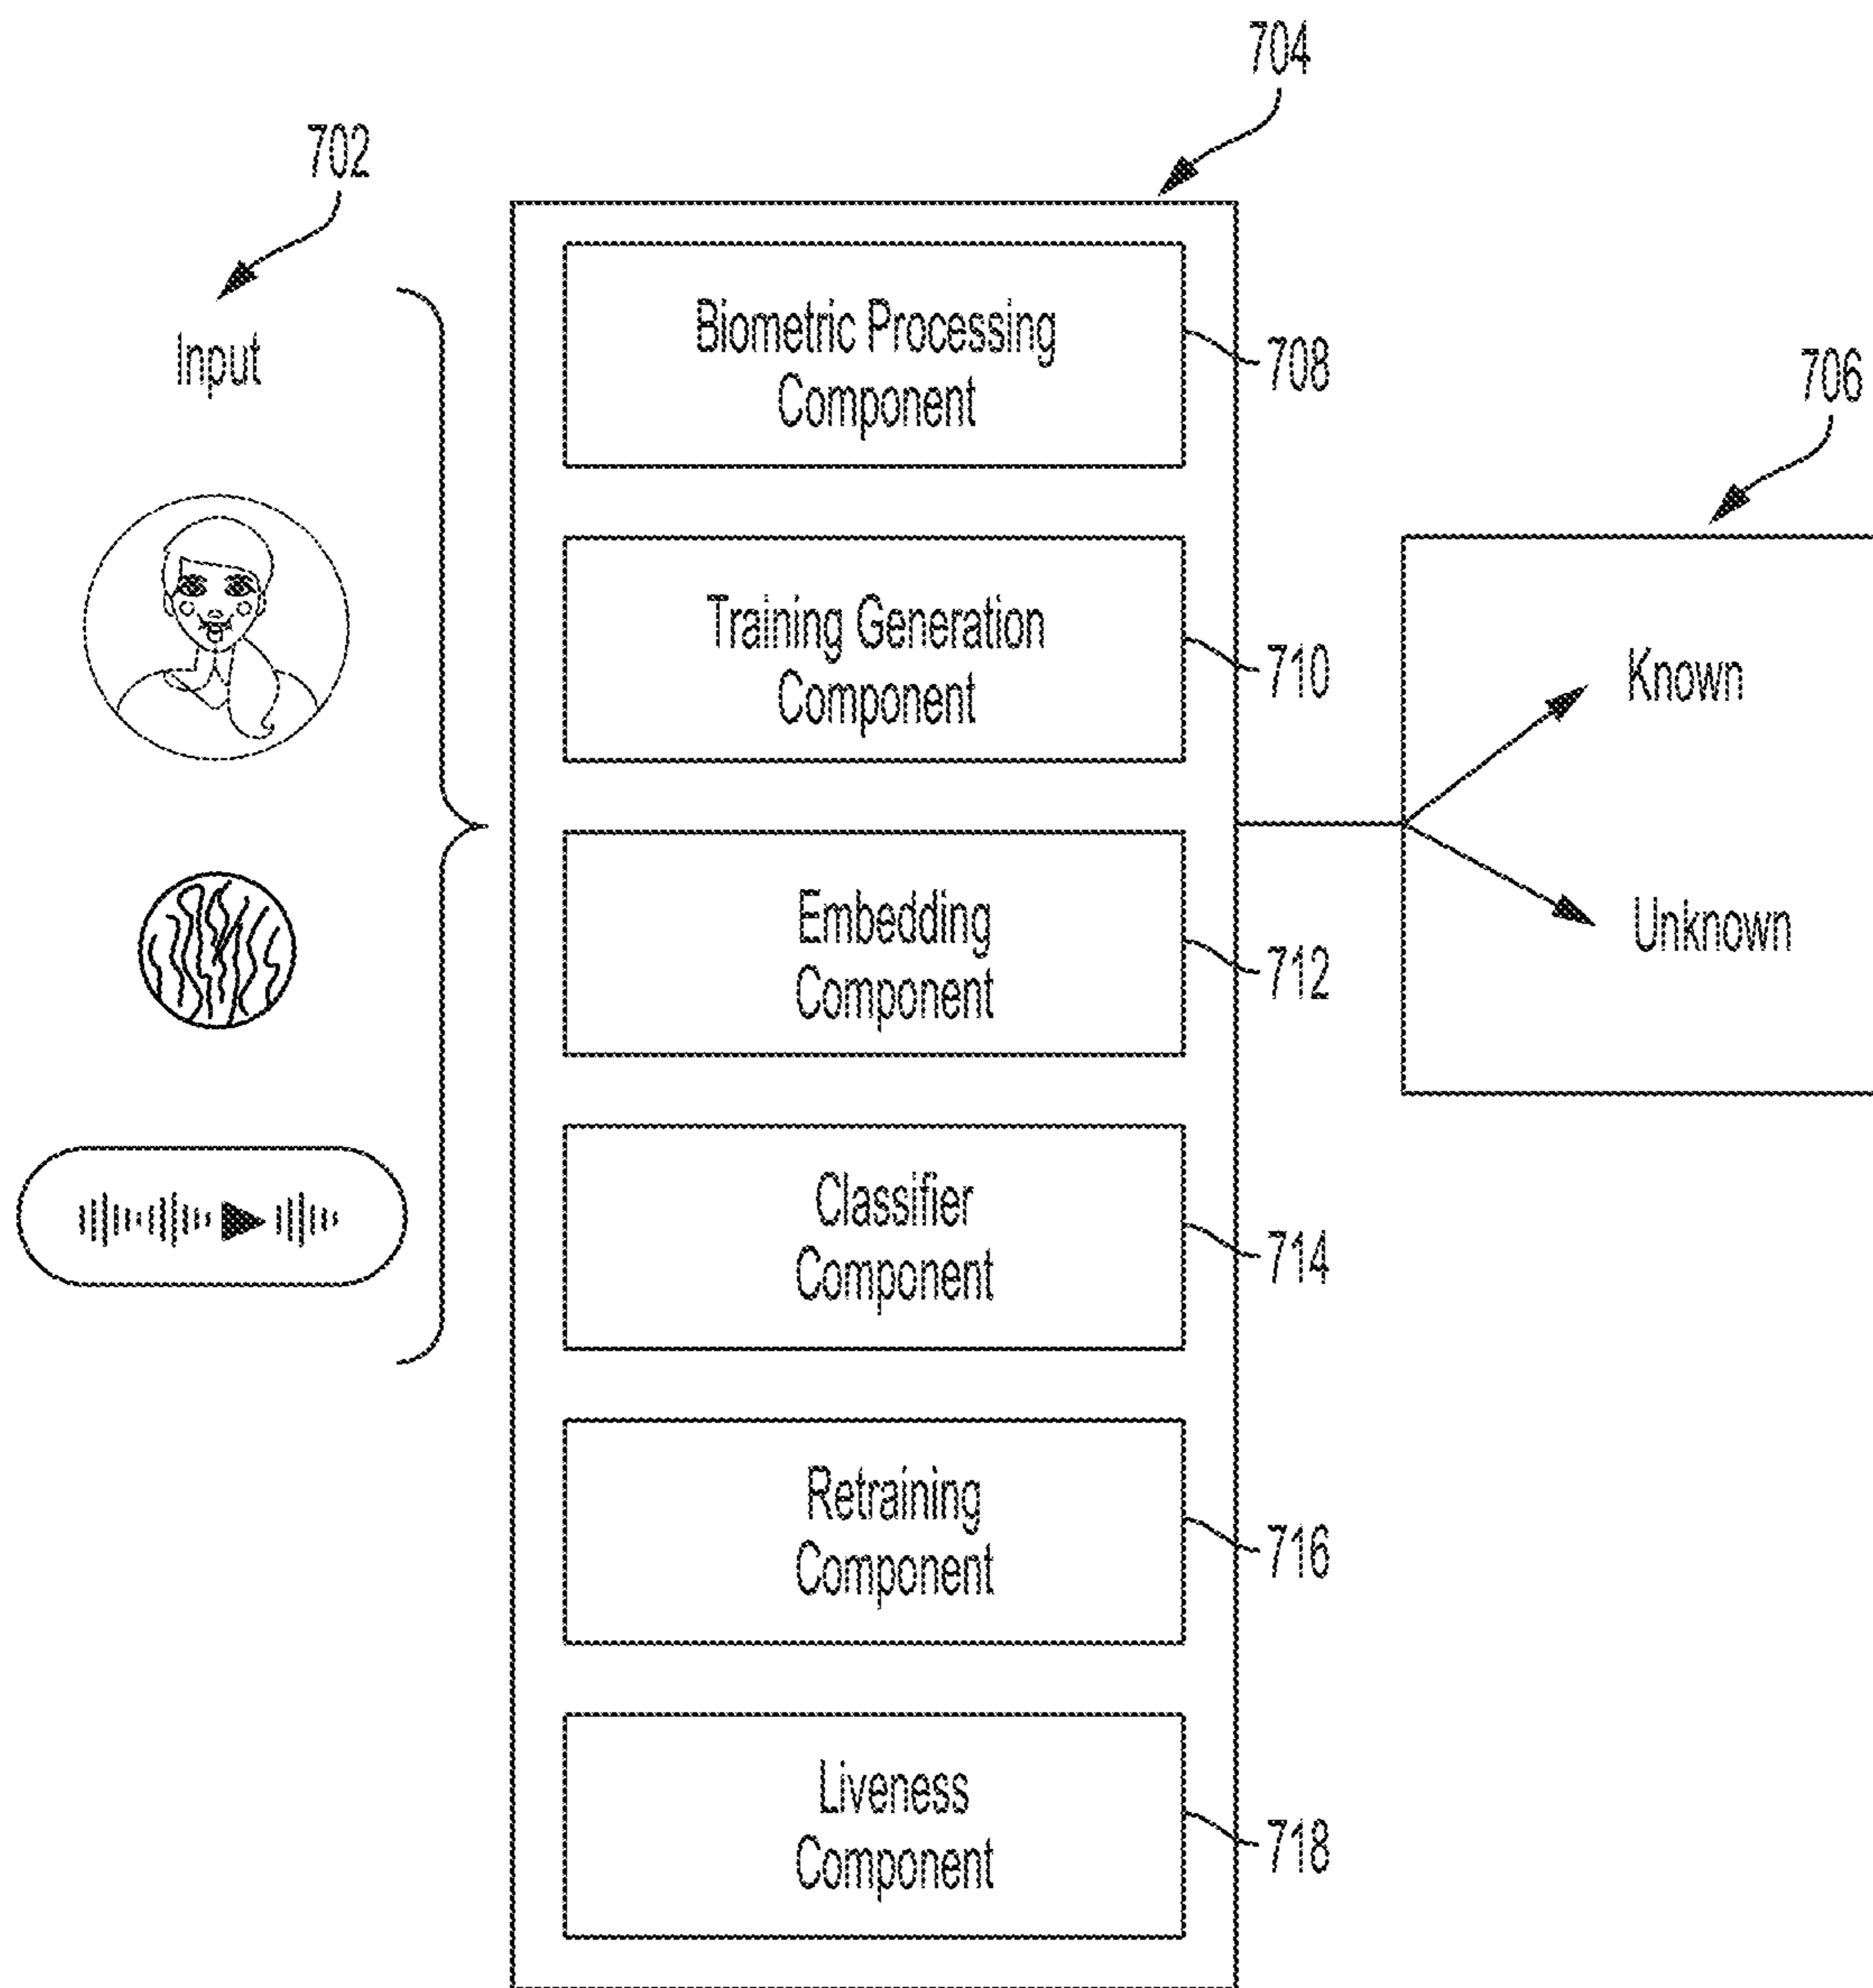 704
702
Input
Biometric Processing
Component
708
Training Generation
Component
710
Embedding
Component
712
Classifier
Component
714
Retraining
Component
716
Liveness
Component
718
706
Known
Unknown